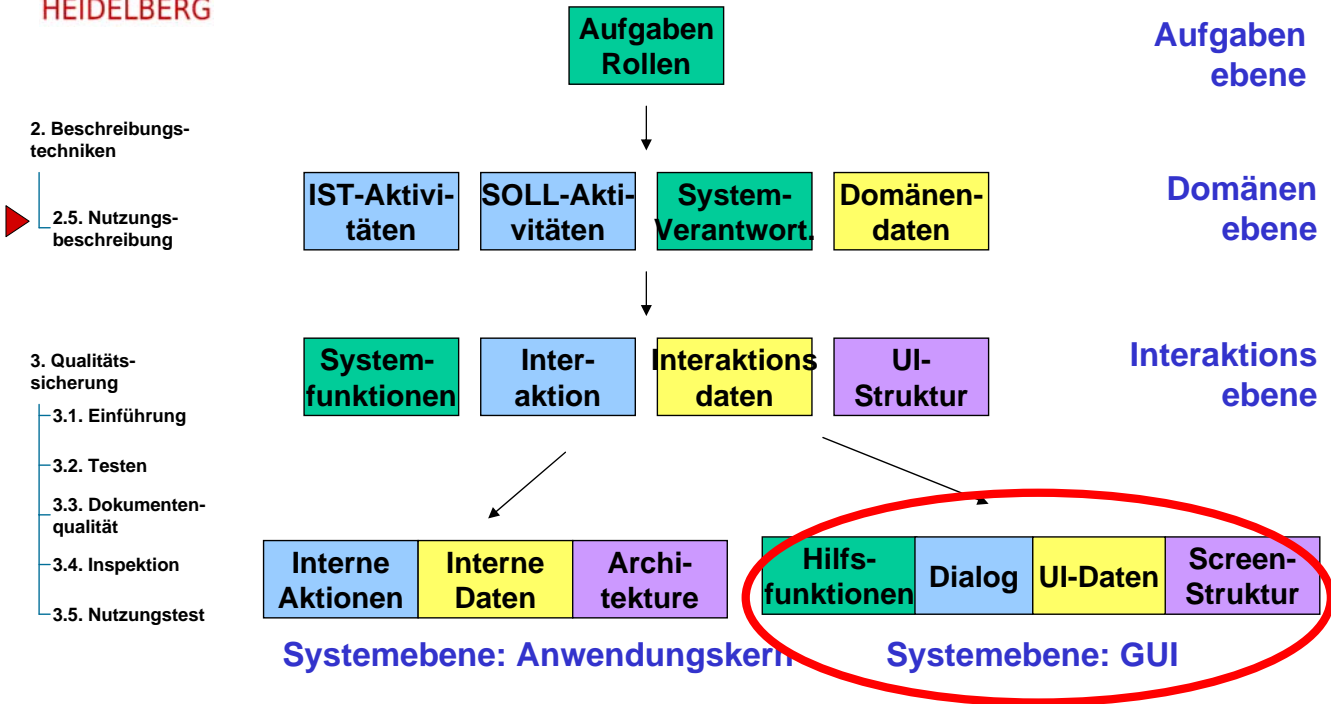 HEIDELBERG
Aufgaben
Rollen
Aufgaben
ebene
2. Beschreibungs-
techniken
2.5. Nutzungs-
beschreibung
IST-Aktivi-
täten
SOLL-Akti-
vitäten
System-
Verantwort.
Domänen-
daten
Domänen
ebene
3. Qualitäts-
sicherung
3.1. Einführung
3.2. Testen
3.3. Dokumenten-
qualität
3.4. Inspektion
3.5. Nutzungstest
System-
funktionen
Inter-
aktion
Interaktions
daten
UI-
Struktur
Interaktions
ebene
Interne
Aktionen
Interne
Daten
Archi-
tekture
Hilfs-
funktionen
Dialog
UI-Daten
Screen-
Struktur
Systemebene: Anwendungskern
Systemebene: GUI